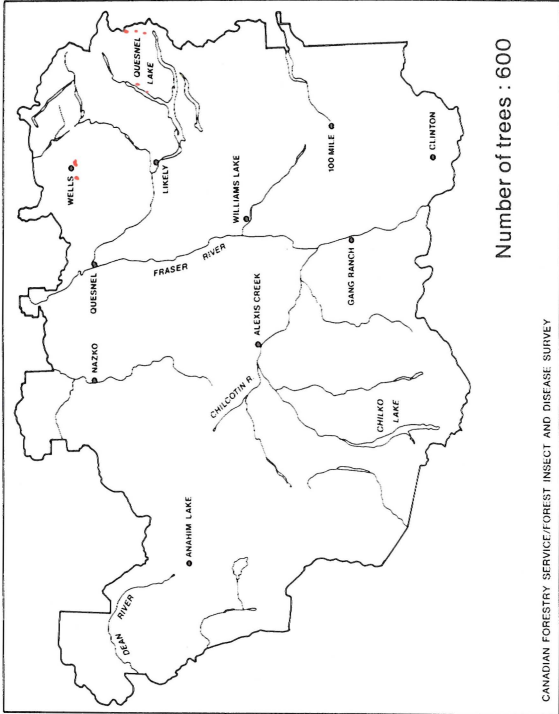 WELLS
QUESNEL
LAKE
LIKELY
QUESNEL
NAZKO
FRASER RIVER
WILLIAMS LAKE
ANAHIM LAKE
DEAN RIVER
CHILCOTIN R.
ALEXIS CREEK
100 MILE
GANG RANCH
CHILKO
LAKE
CLINTON
Number of trees : 600
CANADIAN FORESTRY SERVICE/FOREST INSECT AND DISEASE SURVEY